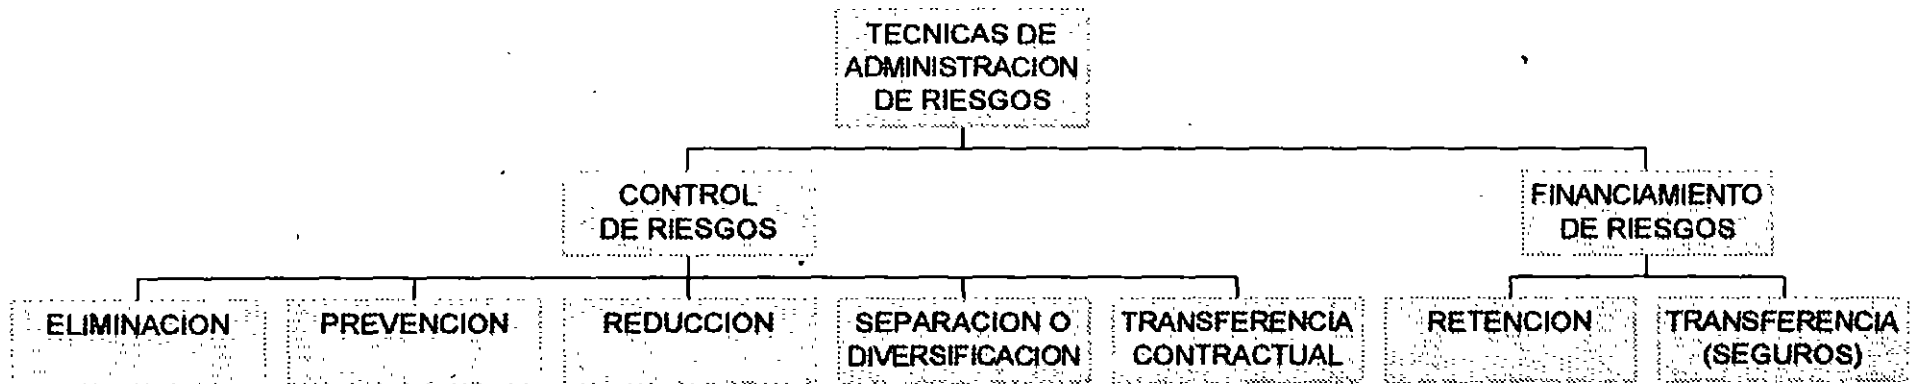 TECNICAS DE
ADMINISTRACION
DE RIESGOS
CONTROL
DE RIESGOS
FINANCIAMIENTO
DE RIESGOS
ELIMINACION
PREVENCION
REDUCCION
SEPARACION O
DIVERSIFICACION
TRANSFERENCIA
CONTRACTUAL
RETENCION
TRANSFERENCIA
(SEGUROS)